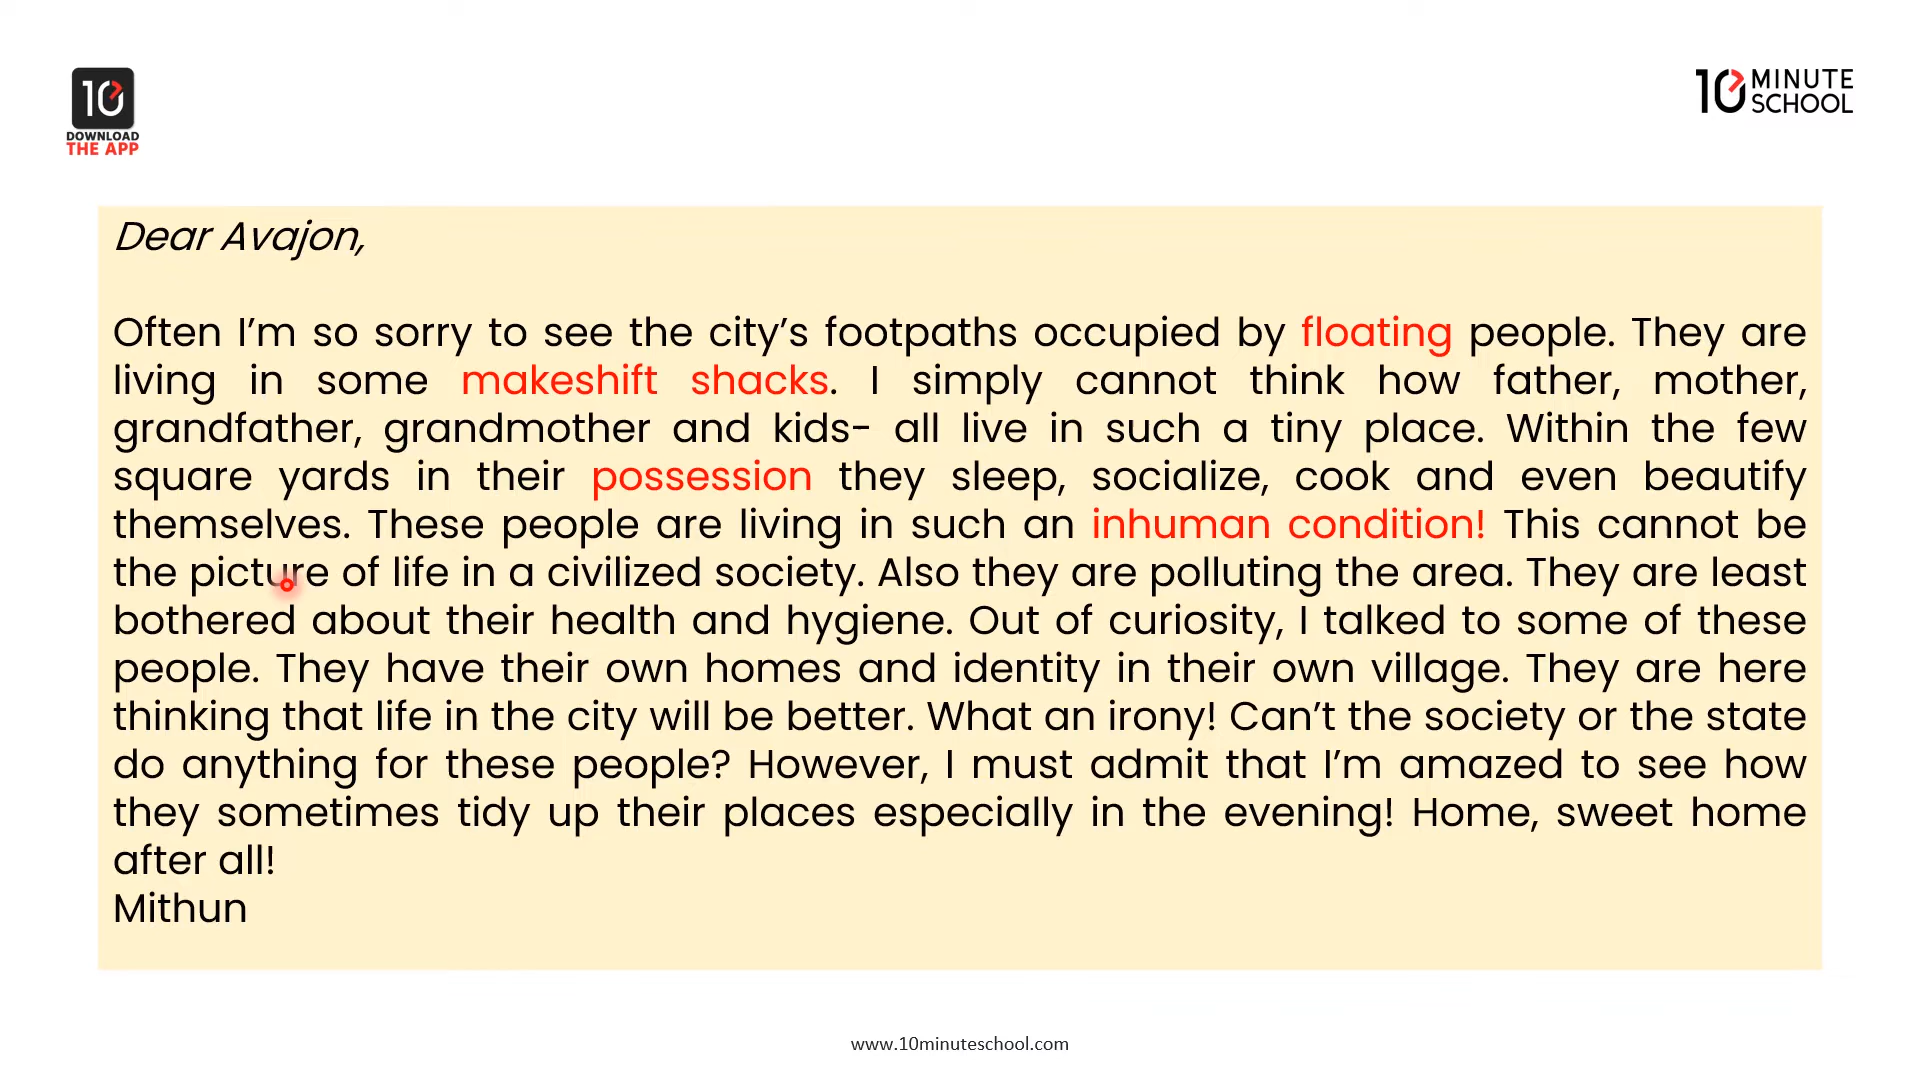 10
DOWNLOAD
THE APP
10 MINUTE
SCHOOL
Dear Avajon,
Often I’m so sorry to see the city’s footpaths occupied by floating people. They are
living in some makeshift shacks. I simply cannot think how father, mother,
grandfather, grandmother and kids- all live in such a tiny place. Within the few
square yards in their possession they sleep, socialize, cook and even beautify
themselves. These people are living in such an inhuman condition! This cannot be
the picture of life in a civilized society. Also they are polluting the area. They are least
bothered about their health and hygiene. Out of curiosity, I talked to some of these
people. They have their own homes and identity in their own village. They are here
thinking that life in the city will be better. What an irony! Can’t the society or the state
do anything for these people? However, I must admit that I’m amazed to see how
they sometimes tidy up their places especially in the evening! Home, sweet home
after all!
Mithun
www.10minuteschool.com